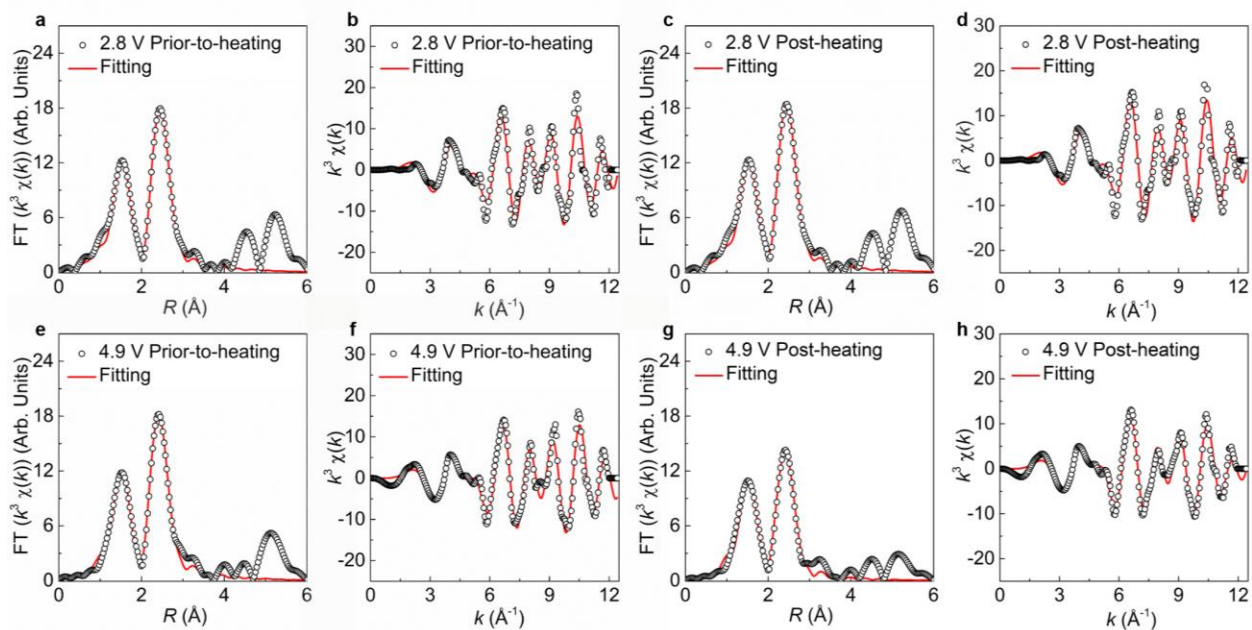 a
FT (k³ χ(k)) (Arb. Units)
24
18
12
6
0
2.8 V Prior-to-heating
Fitting
0 2 4 6
R (Å)
b
k³ χ(k)
30
20
10
0
-10
-20
2.8 V Prior-to-heating
Fitting
0 3 6 9 12
k (Å⁻¹)
c
FT (k³ χ(k)) (Arb. Units)
24
18
12
6
0
2.8 V Post-heating
Fitting
0 2 4 6
R (Å)
d
k³ χ(k)
30
20
10
0
-10
-20
2.8 V Post-heating
Fitting
0 3 6 9 12
k (Å⁻¹)
e
FT (k³ χ(k)) (Arb. Units)
24
18
12
6
0
4.9 V Prior-to-heating
Fitting
0 2 4 6
R (Å)
f
k³ χ(k)
30
20
10
0
-10
-20
4.9 V Prior-to-heating
Fitting
0 3 6 9 12
k (Å⁻¹)
g
FT (k³ χ(k)) (Arb. Units)
24
18
12
6
0
4.9 V Post-heating
Fitting
0 2 4 6
R (Å)
h
k³ χ(k)
30
20
10
0
-10
-20
4.9 V Post-heating
Fitting
0 3 6 9 12
k (Å⁻¹)